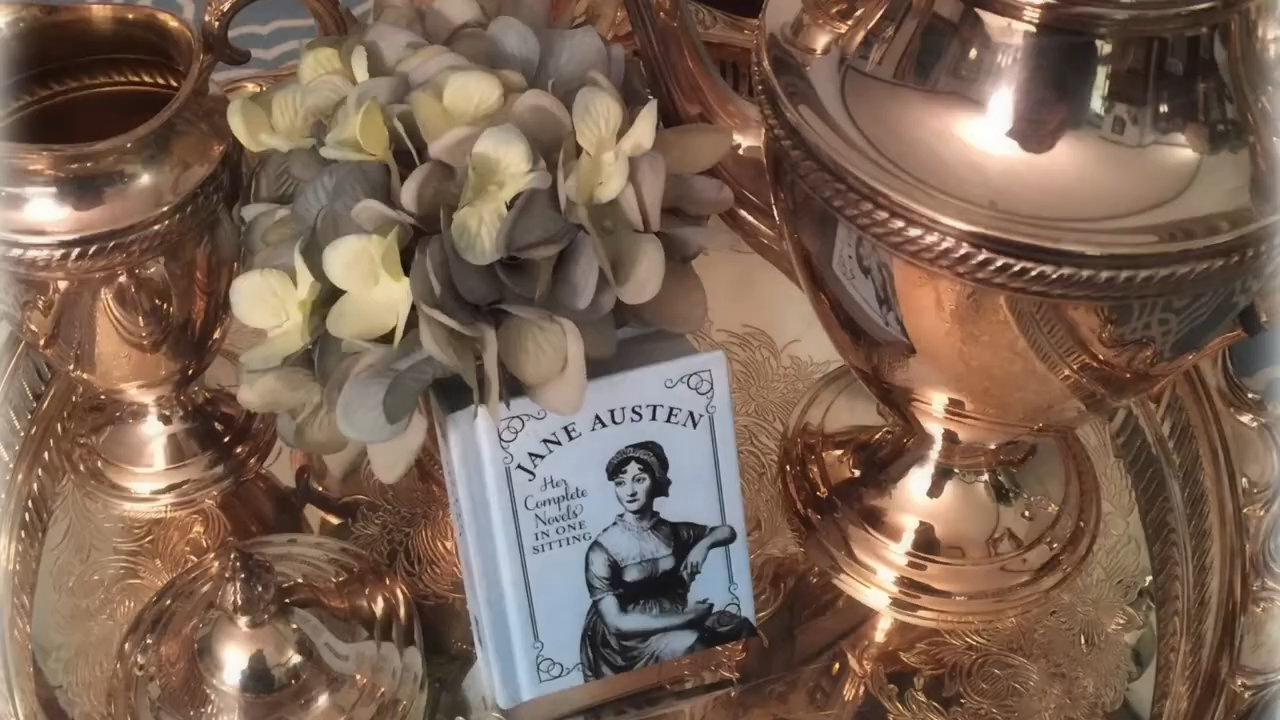 JANE AUSTEN
Her
Complete
Novels
IN ONE
SITTING